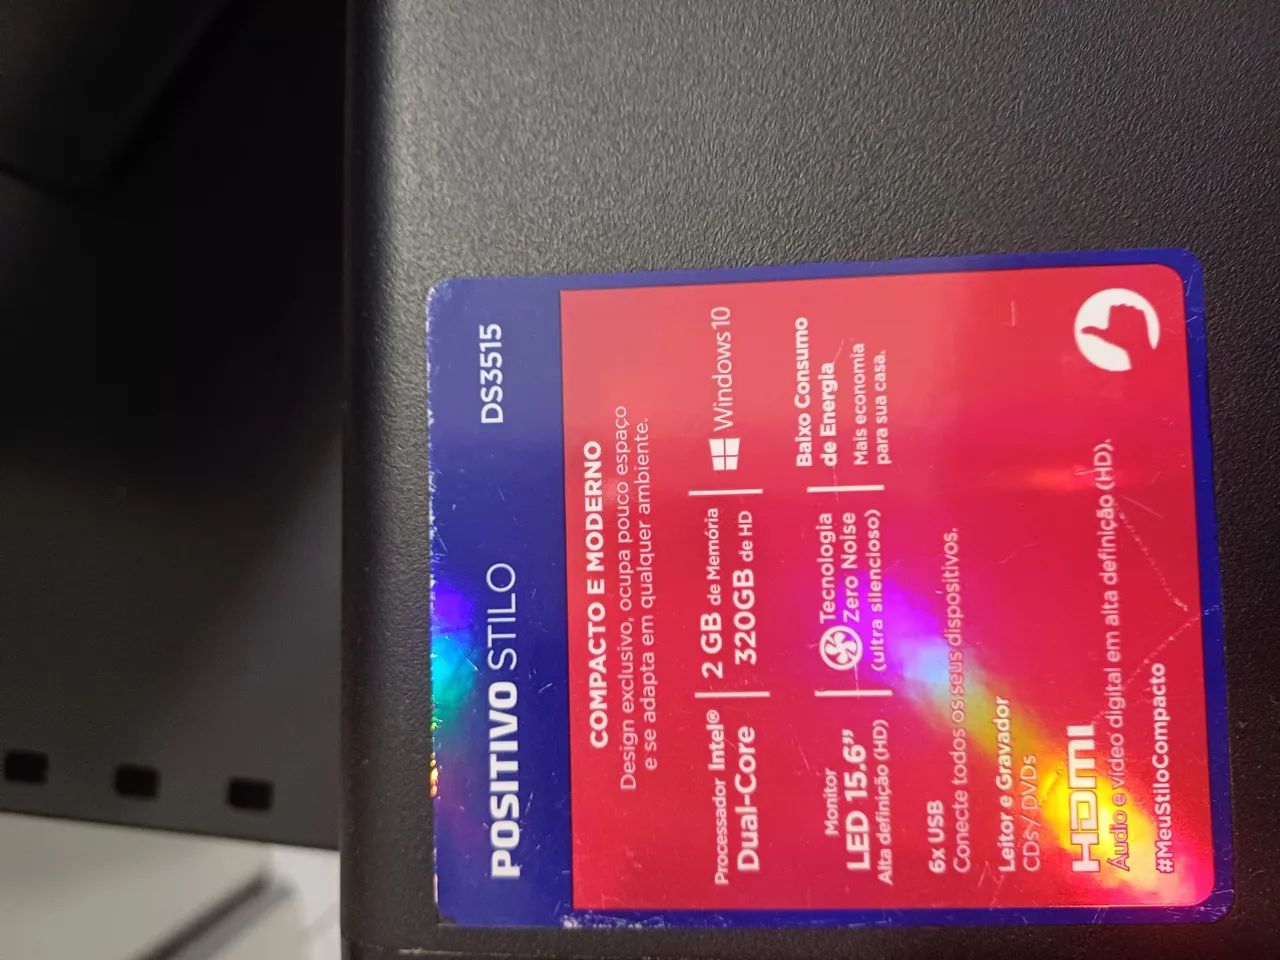 POSITIVO STILO DS3515
COMPACTO E MODERNO
Design exclusivo, ocupa pouco espaço
e se adapta em qualquer ambiente.
Processador Intel®
Dual-Core
2 GB de Memória
320GB de HD
Windows 10
Monitor
LED 15.6”
Alta definição (HD)
Tecnologia
Zero Noise
(ultra silencioso)
Baixo Consumo
de Energia
Mais economia
para sua casa.
6x USB
Conecte todos os seus dispositivos.
Leitor e Gravador
CDs / DVDs
HDMI
Áudio e vídeo digital em alta definição (HD).
#MeuStiloCompacto